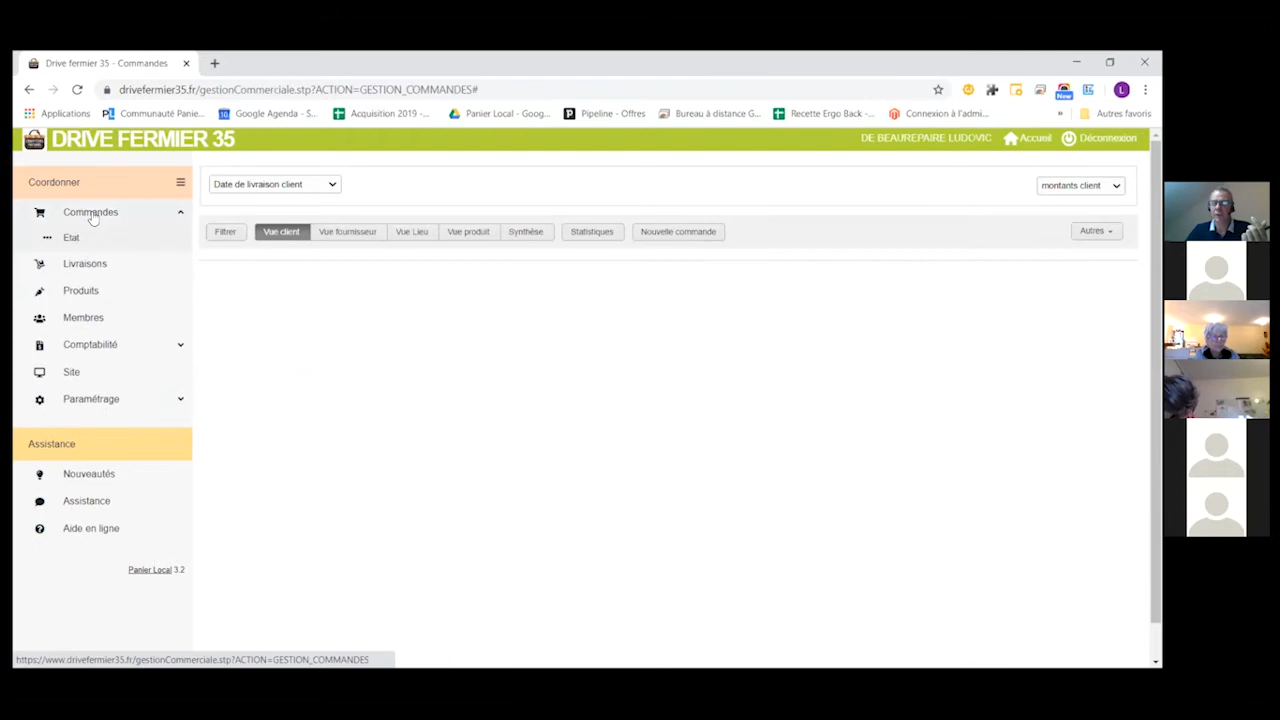 Drive fermier 35 - Commandes
drivefermier35.fr/gestionCommerciale.stp?ACTION=GESTION_COMMANDES#
L
New
Applications
Communauté Panie...
Google Agenda - S...
Acquisition 2019 -...
Panier Local - Goog...
Pipeline - Offres
Bureau à distance G...
Recette Ergo Back -...
Connexion à l'admi...
»
Autres favoris
DRIVE FERMIER 35
DE BEAUREPAIRE LUDOVIC
Accueil
Déconnexion
Coordonner
Commandes
Etat
Livraisons
Produits
Membres
Comptabilité
Site
Paramétrage
Assistance
Nouveautés
Assistance
Aide en ligne
Panier Local 3.2
Date de livraison client
montants client
Filtrer
Vue client
Vue fournisseur
Vue Lieu
Vue produit
Synthèse
Statistiques
Nouvelle commande
Autres
https://www.drivefermier35.fr/gestionCommerciale.stp?ACTION=GESTION_COMMANDES